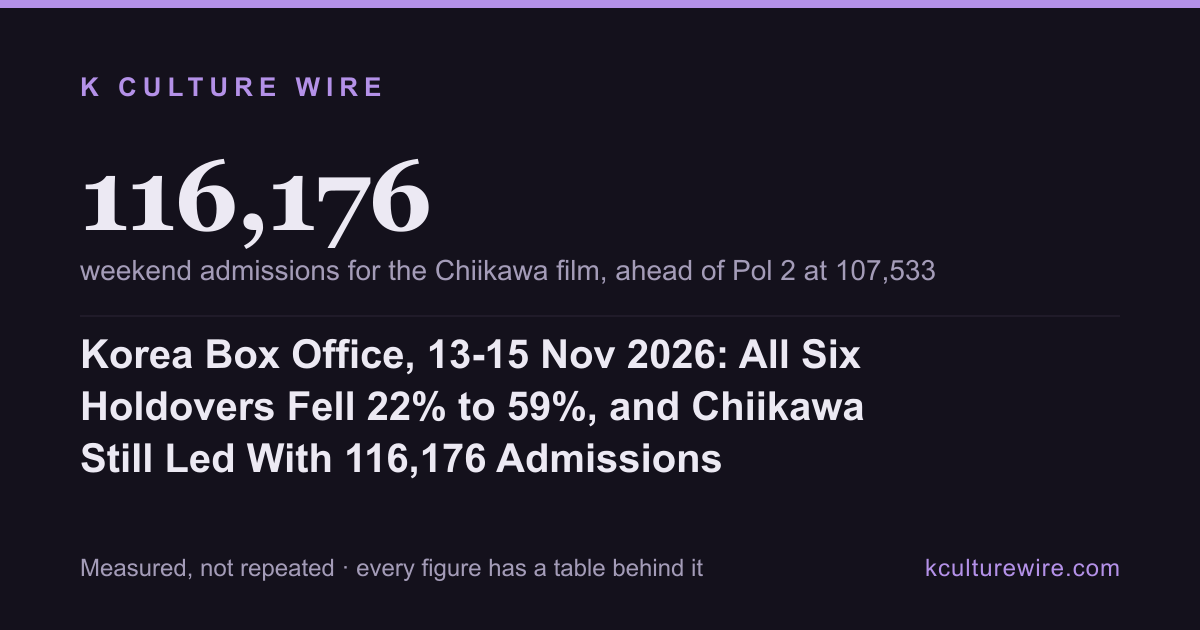 K CULTURE WIRE
116,176
weekend admissions for the Chiikawa film, ahead of Pol 2 at 107,533
Korea Box Office, 13-15 Nov 2026: All Six
Holdovers Fell 22% to 59%, and Chiikawa
Still Led With 116,176 Admissions
Measured, not repeated · every figure has a table behind it
kculturewire.com